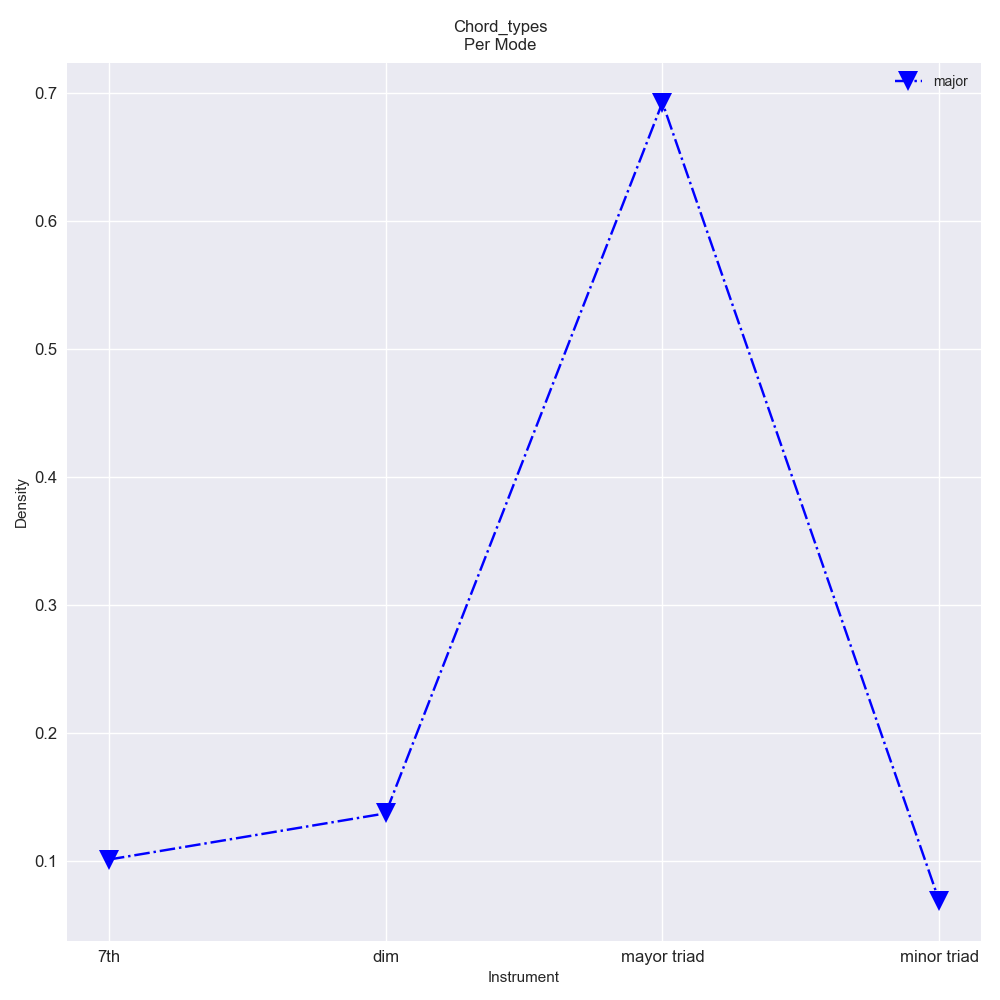 Chord_types
Per Mode
major
0.7
0.6
0.5
0.4
0.3
0.2
0.1
Density
7th
dim
mayor triad
minor triad
Instrument